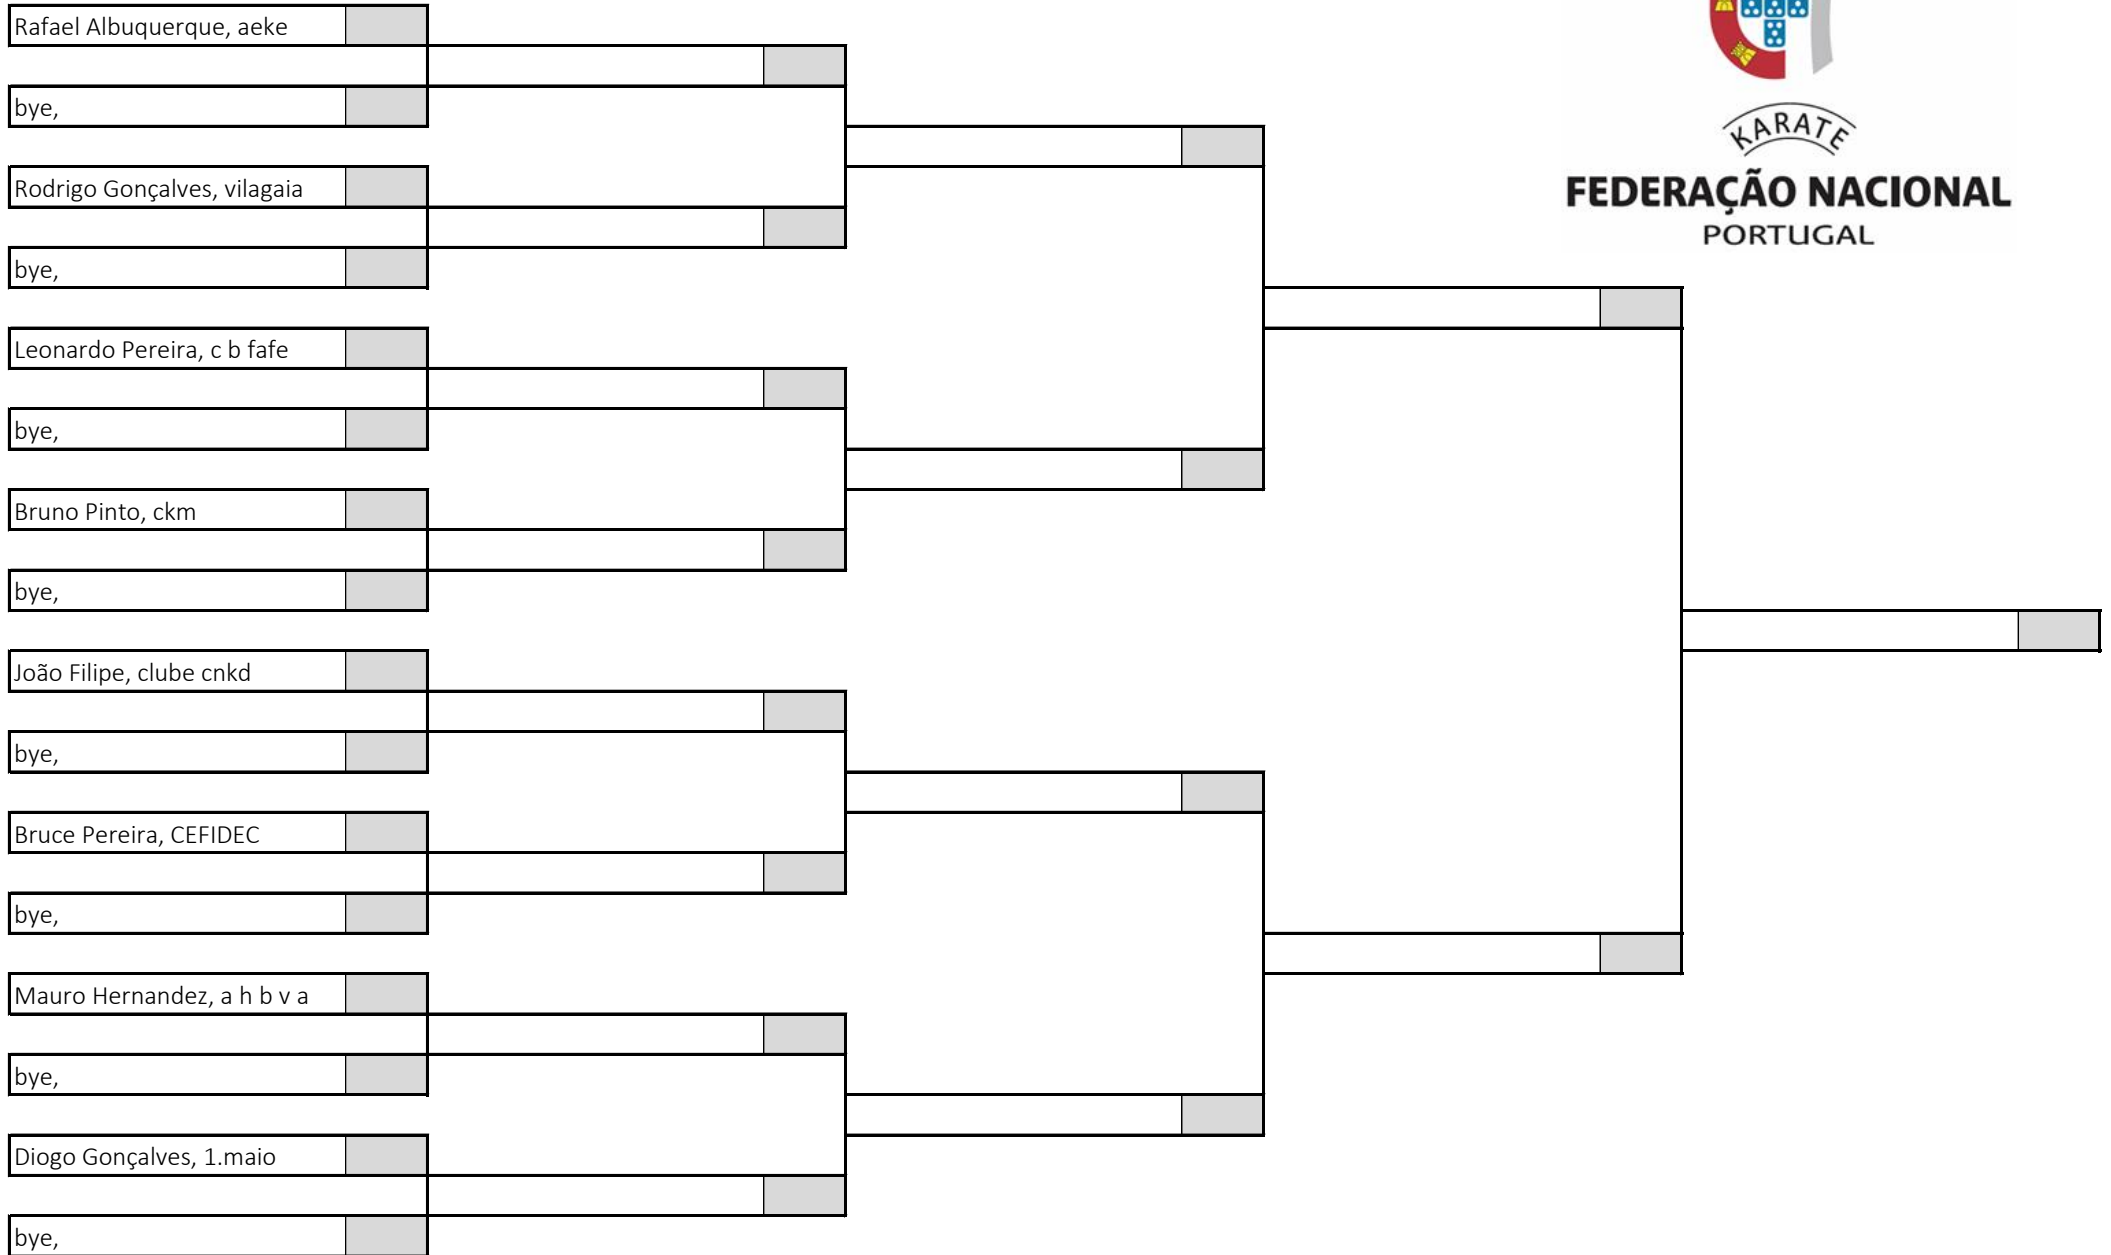 Rafael Albuquerque, aeke
bye,
Rodrigo Gonçalves, vilagaia
bye,
Leonardo Pereira, c b fafe
bye,
Bruno Pinto, ckm
bye,
João Filipe, clube cnkd
bye,
Bruce Pereira, CEFIDEC
bye,
Mauro Hernandez, a h b v a
bye,
Diogo Gonçalves, 1.maio
bye,
KARATE
FEDERAÇÃO NACIONAL
PORTUGAL